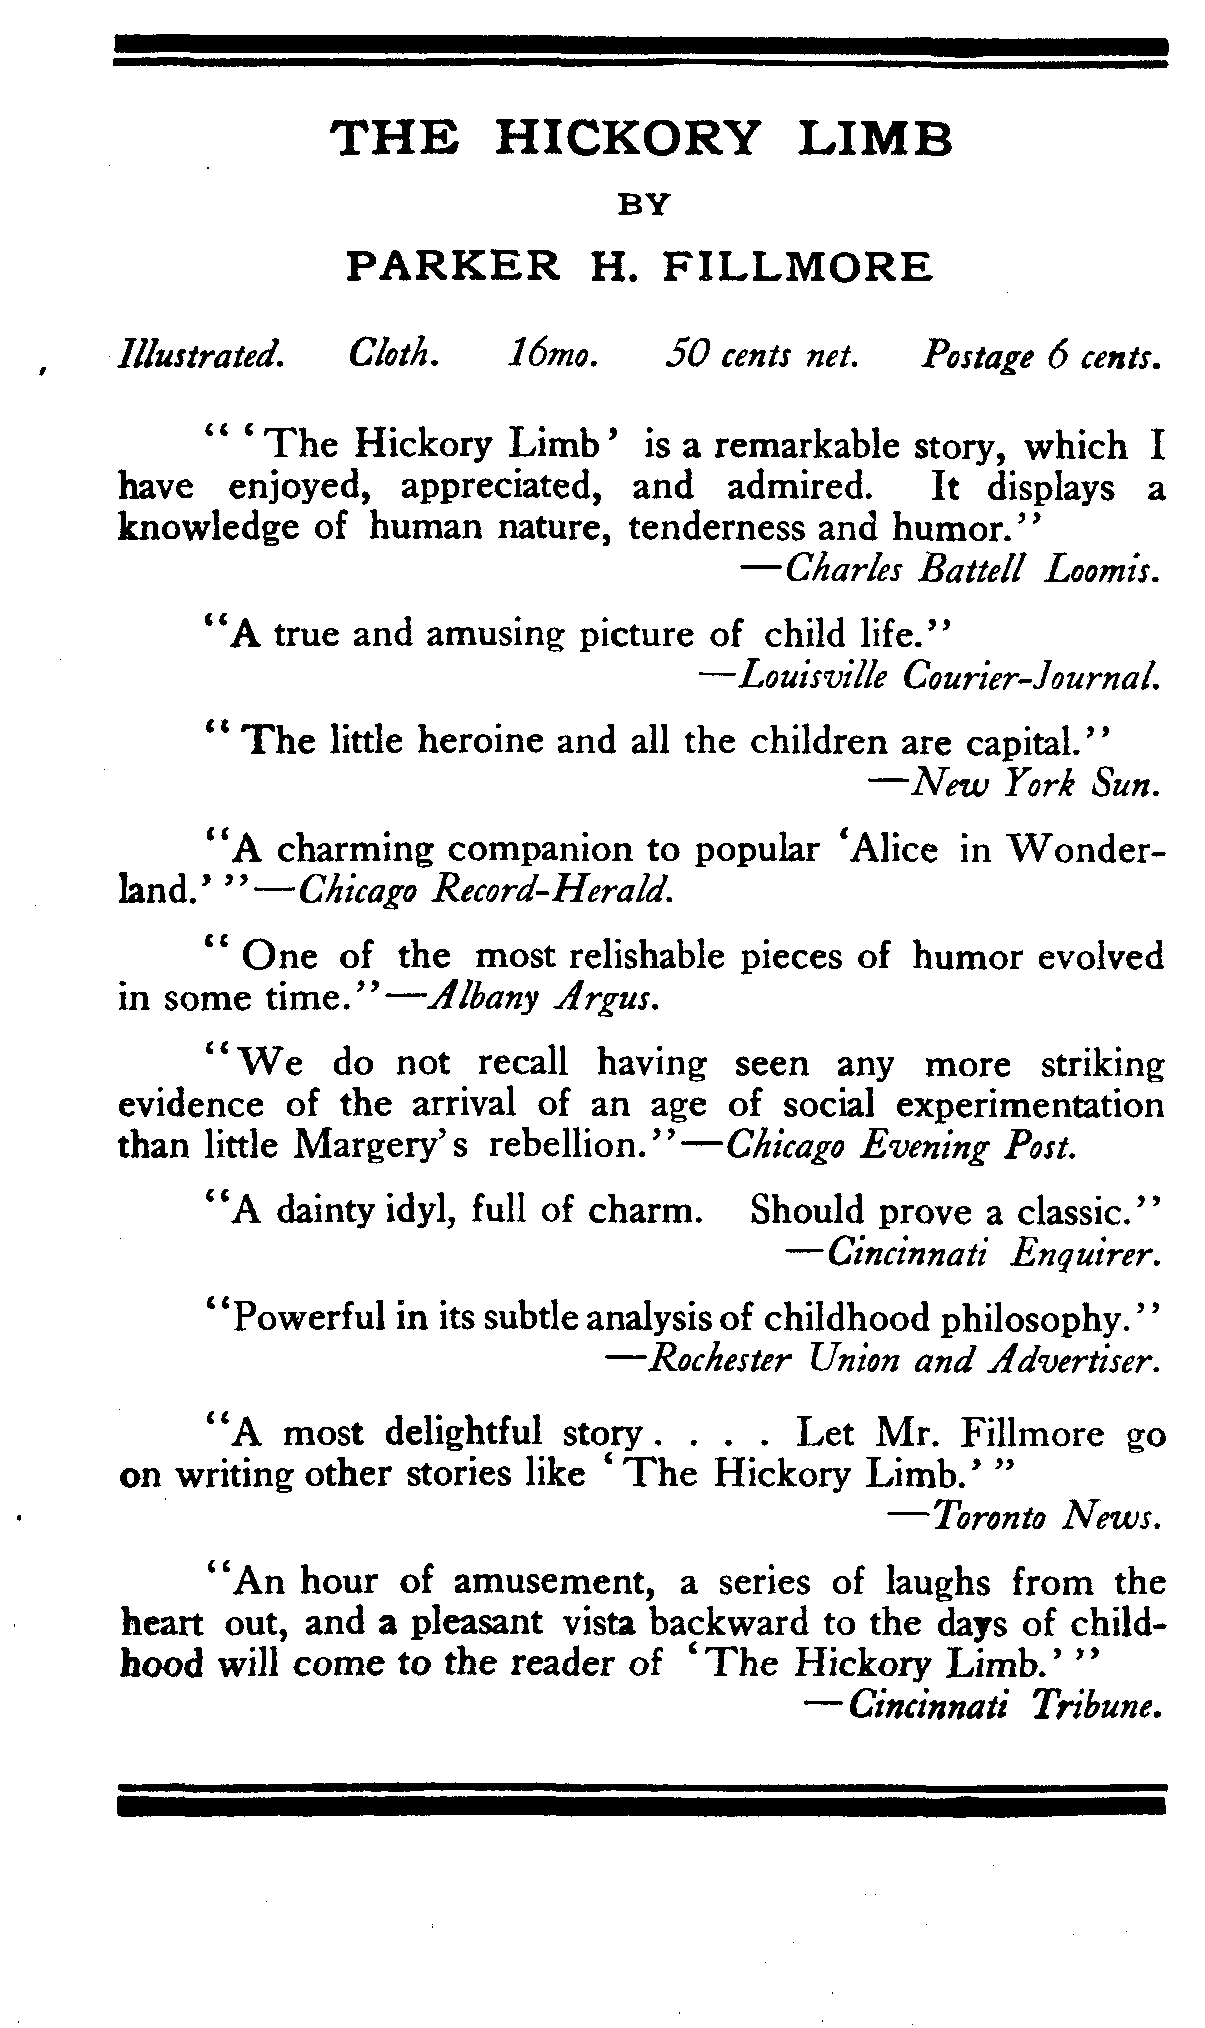 THE HICKORY LIMB
BY
PARKER H. FILLMORE
Illustrated. Cloth. 16mo. 50 cents net. Postage 6 cents.
“ ‘The Hickory Limb’ is a remarkable story, which I
have enjoyed, appreciated, and admired. It displays a
knowledge of human nature, tenderness and humor.”
—Charles Battell Loomis.
“A true and amusing picture of child life.”
—Louisville Courier-Journal.
“The little heroine and all the children are capital.”
—New York Sun.
“A charming companion to popular ‘Alice in Wonder-
land.’ ”—Chicago Record-Herald.
“One of the most relishable pieces of humor evolved
in some time.”—Albany Argus.
“We do not recall having seen any more striking
evidence of the arrival of an age of social experimentation
than little Margery’s rebellion.”—Chicago Evening Post.
“A dainty idyl, full of charm. Should prove a classic.”
—Cincinnati Enquirer.
“Powerful in its subtle analysis of childhood philosophy.”
—Rochester Union and Advertiser.
“A most delightful story . . . . Let Mr. Fillmore go
on writing other stories like ‘The Hickory Limb.’ ”
—Toronto News.
“An hour of amusement, a series of laughs from the
heart out, and a pleasant vista backward to the days of child-
hood will come to the reader of ‘The Hickory Limb.’ ”
—Cincinnati Tribune.